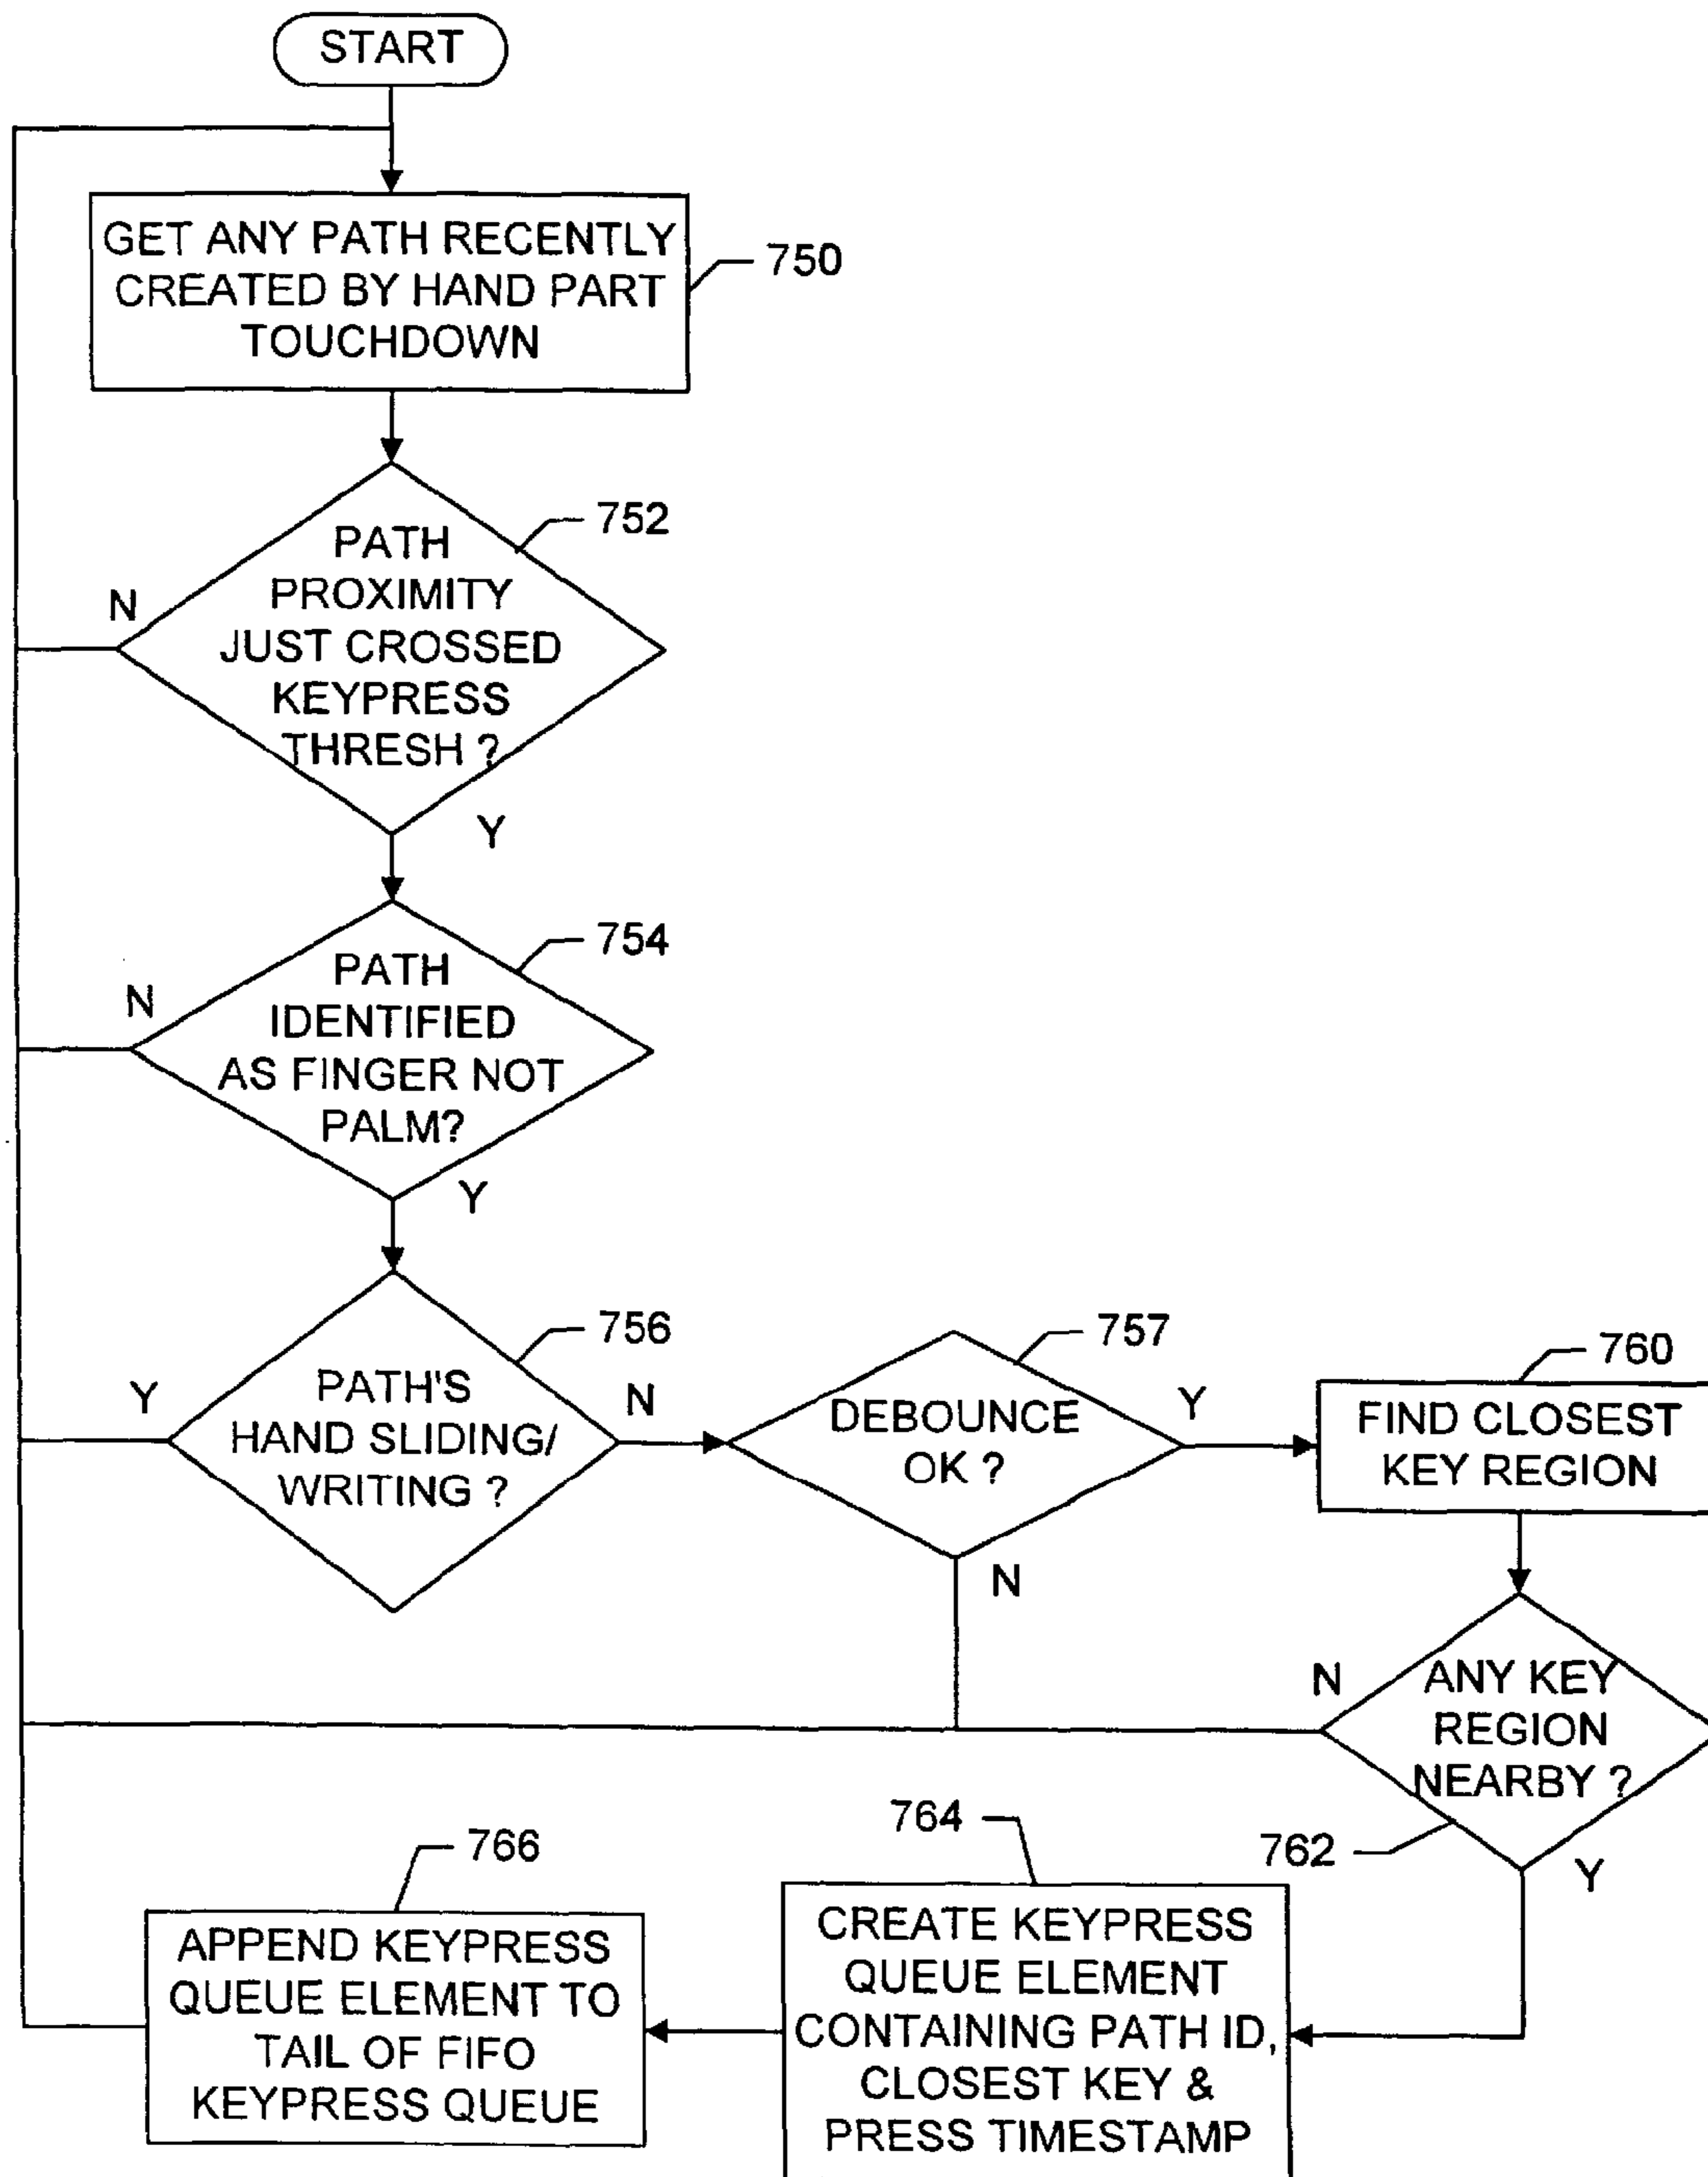 START
GET ANY PATH RECENTLY
CREATED BY HAND PART
TOUCHDOWN
750
PATH
PROXIMITY
JUST CROSSED
KEYPRESS
THRESH ?
752
N
Y
PATH
IDENTIFIED
AS FINGER NOT
PALM?
754
N
Y
PATH'S
HAND SLIDING/
WRITING ?
756
Y
N
DEBOUNCE
OK ?
757
Y
N
FIND CLOSEST
KEY REGION
760
ANY KEY
REGION
NEARBY ?
762
N
Y
CREATE KEYPRESS
QUEUE ELEMENT
CONTAINING PATH ID,
CLOSEST KEY &
PRESS TIMESTAMP
764
APPEND KEYPRESS
QUEUE ELEMENT TO
TAIL OF FIFO
KEYPRESS QUEUE
766